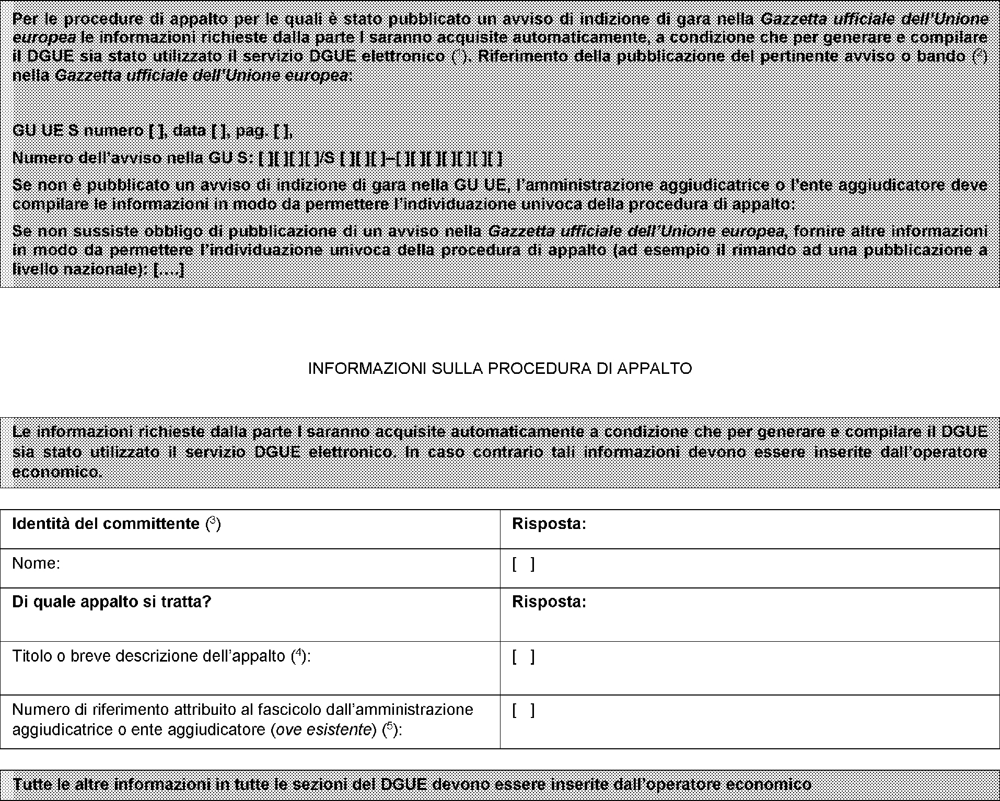 Per le procedure di appalto per le quali è stato pubblicato un avviso di indizione di gara nella Gazzetta ufficiale dell'Unione
europea le informazioni richieste dalla parte I saranno acquisite automaticamente, a condizione che per generare e compilare
il DGUE sia stato utilizzato il servizio DGUE elettronico (1). Riferimento della pubblicazione del pertinente avviso o bando (2)
nella Gazzetta ufficiale dell'Unione europea:
GU UE S numero [ ], data [ ], pag. [ ],
Numero dell'avviso nella GU S: [ ][ ][ ][ ]/S [ ][ ][ ]–[ ][ ][ ][ ][ ][ ][ ]
Se non è pubblicato un avviso di indizione di gara nella GU UE, l'amministrazione aggiudicatrice o l'ente aggiudicatore deve
compilare le informazioni in modo da permettere l'individuazione univoca della procedura di appalto:
Se non sussiste obbligo di pubblicazione di un avviso nella Gazzetta ufficiale dell'Unione europea, fornire altre informazioni
in modo da permettere l'individuazione univoca della procedura di appalto (ad esempio il rimando ad una pubblicazione a
livello nazionale): [….]
INFORMAZIONI SULLA PROCEDURA DI APPALTO
Le informazioni richieste dalla parte I saranno acquisite automaticamente a condizione che per generare e compilare il DGUE
sia stato utilizzato il servizio DGUE elettronico. In caso contrario tali informazioni devono essere inserite dall'operatore
economico.
Identità del committente (3) Risposta:
Nome: [ ]
Di quale appalto si tratta? Risposta:
Titolo o breve descrizione dell'appalto (4): [ ]
Numero di riferimento attribuito al fascicolo dall'amministrazione [ ]
aggiudicatrice o ente aggiudicatore (ove esistente) (5):
Tutte le altre informazioni in tutte le sezioni del DGUE devono essere inserite dall'operatore economico